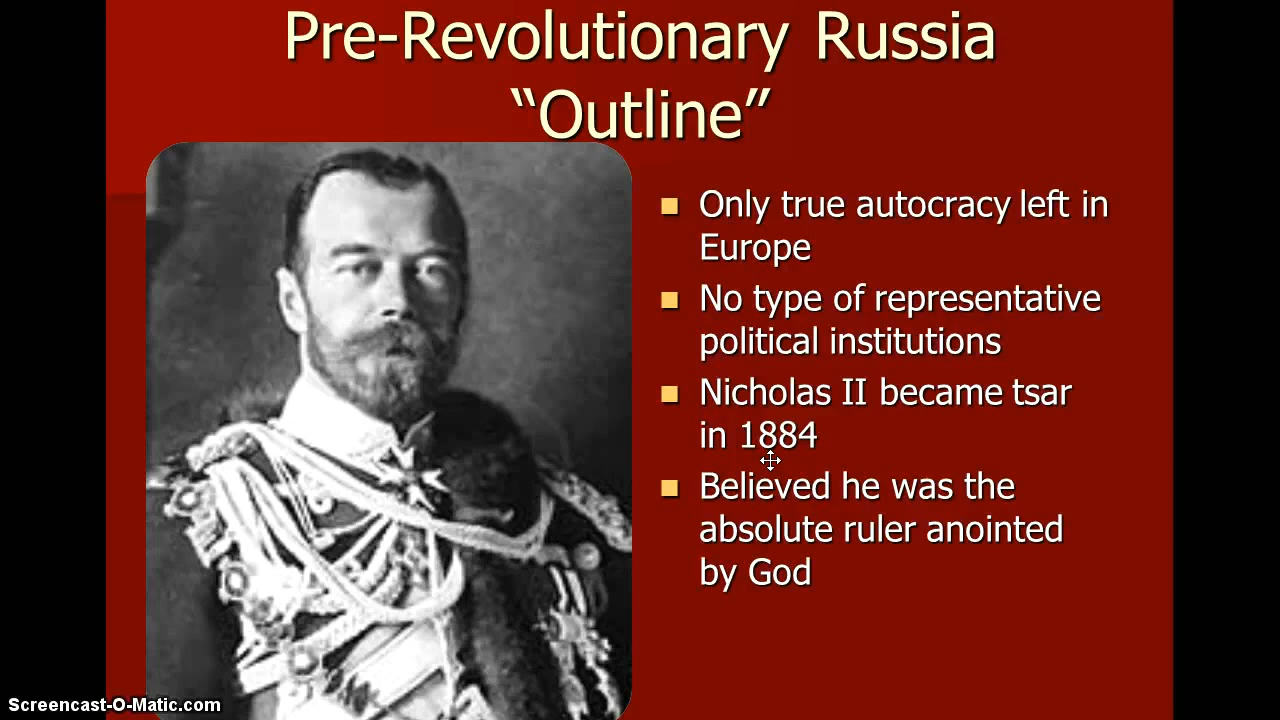 Pre-Revolutionary Russia
“Outline”
Only true autocracy left in
Europe
No type of representative
political institutions
Nicholas II became tsar
in 1884
Believed he was the
absolute ruler anointed
by God
Screencast-O-Matic.com